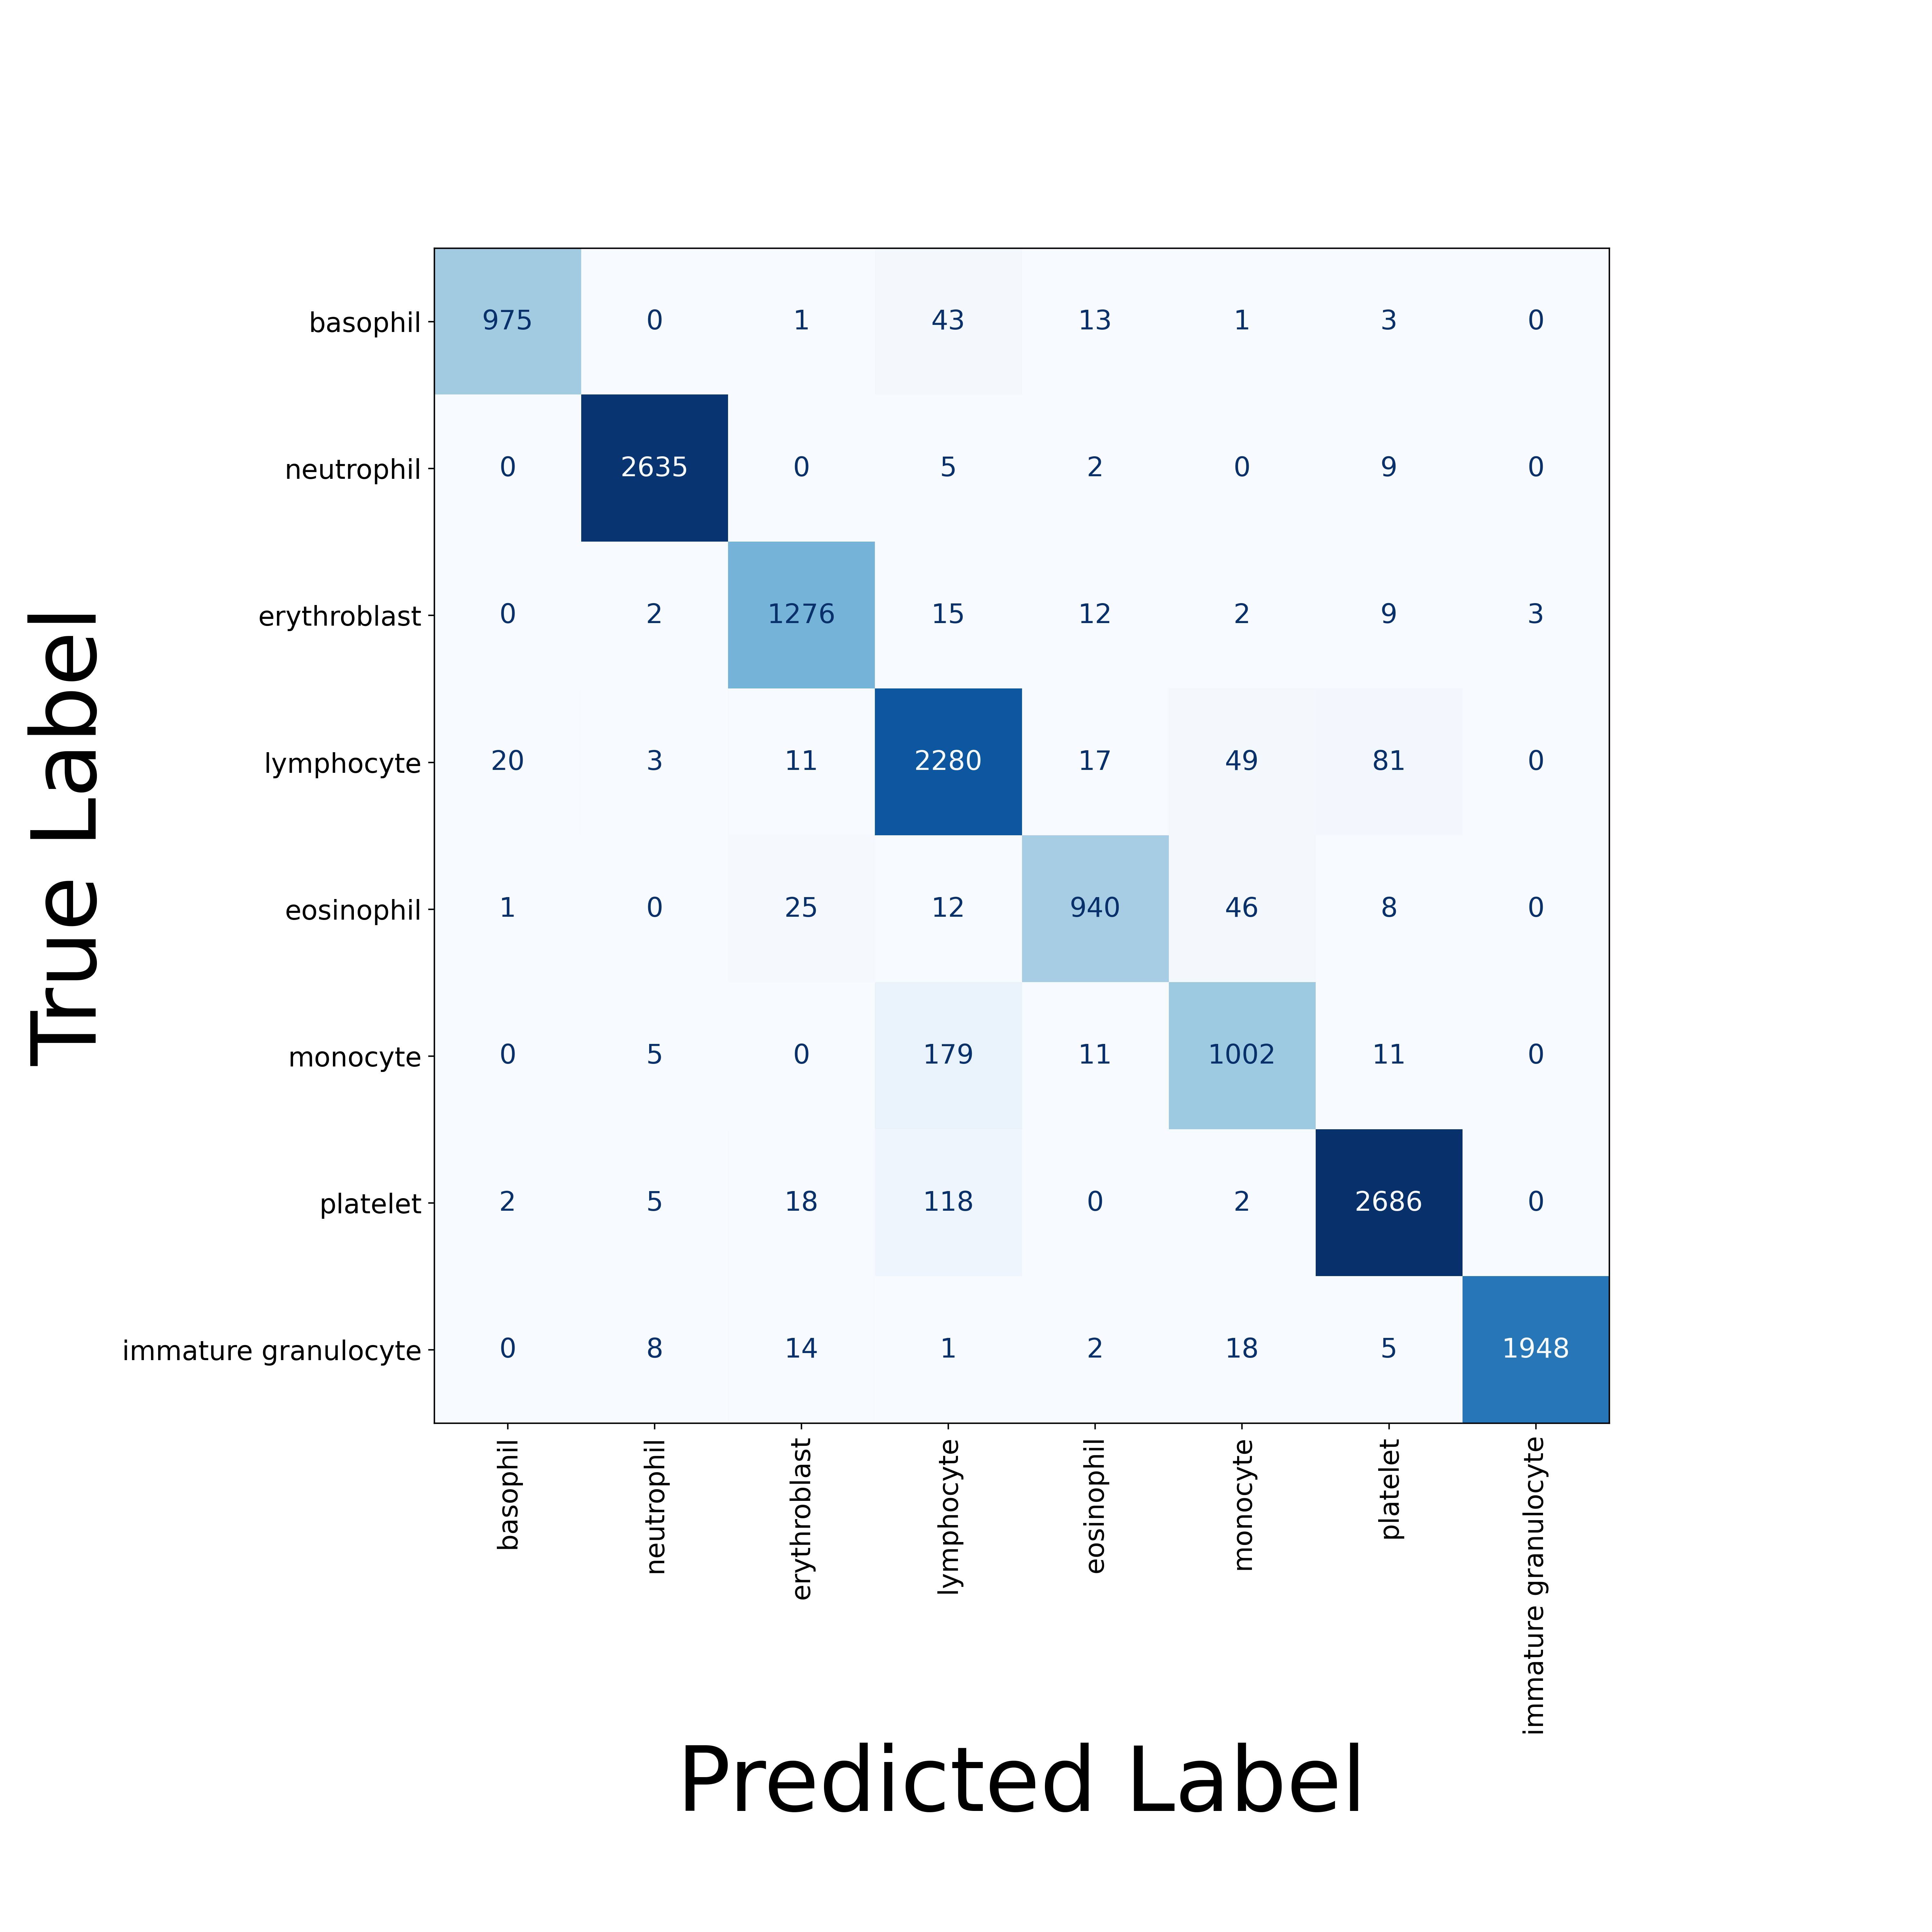 True Label
basophil 975 0 1 43 13 1 3 0
neutrophil 0 2635 0 5 2 0 9 0
erythroblast 0 2 1276 15 12 2 9 3
lymphocyte 20 3 11 2280 17 49 81 0
eosinophil 1 0 25 12 940 46 8 0
monocyte 0 5 0 179 11 1002 11 0
platelet 2 5 18 118 0 2 2686 0
immature granulocyte 0 8 14 1 2 18 5 1948
basophil
neutrophil
erythroblast
lymphocyte
eosinophil
monocyte
platelet
immature granulocyte
Predicted Label